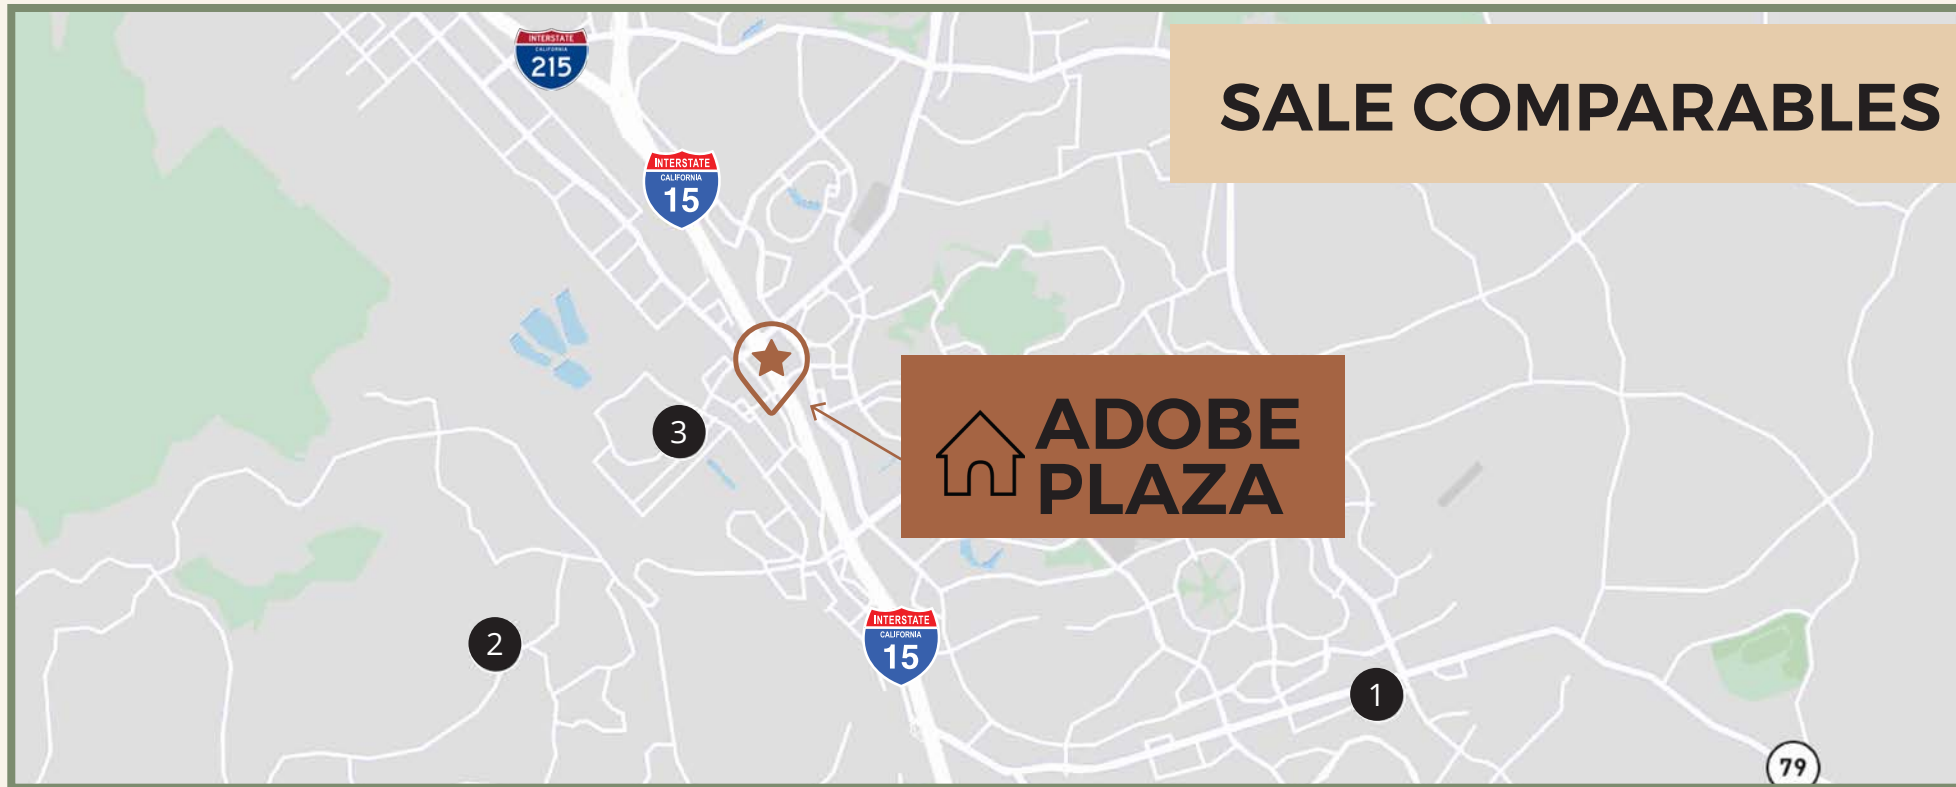 INTERSTATE
CALIFORNIA
215
SALE COMPARABLES
INTERSTATE
CALIFORNIA
15
ADOBE
PLAZA
3
INTERSTATE
CALIFORNIA
15
2
1
79